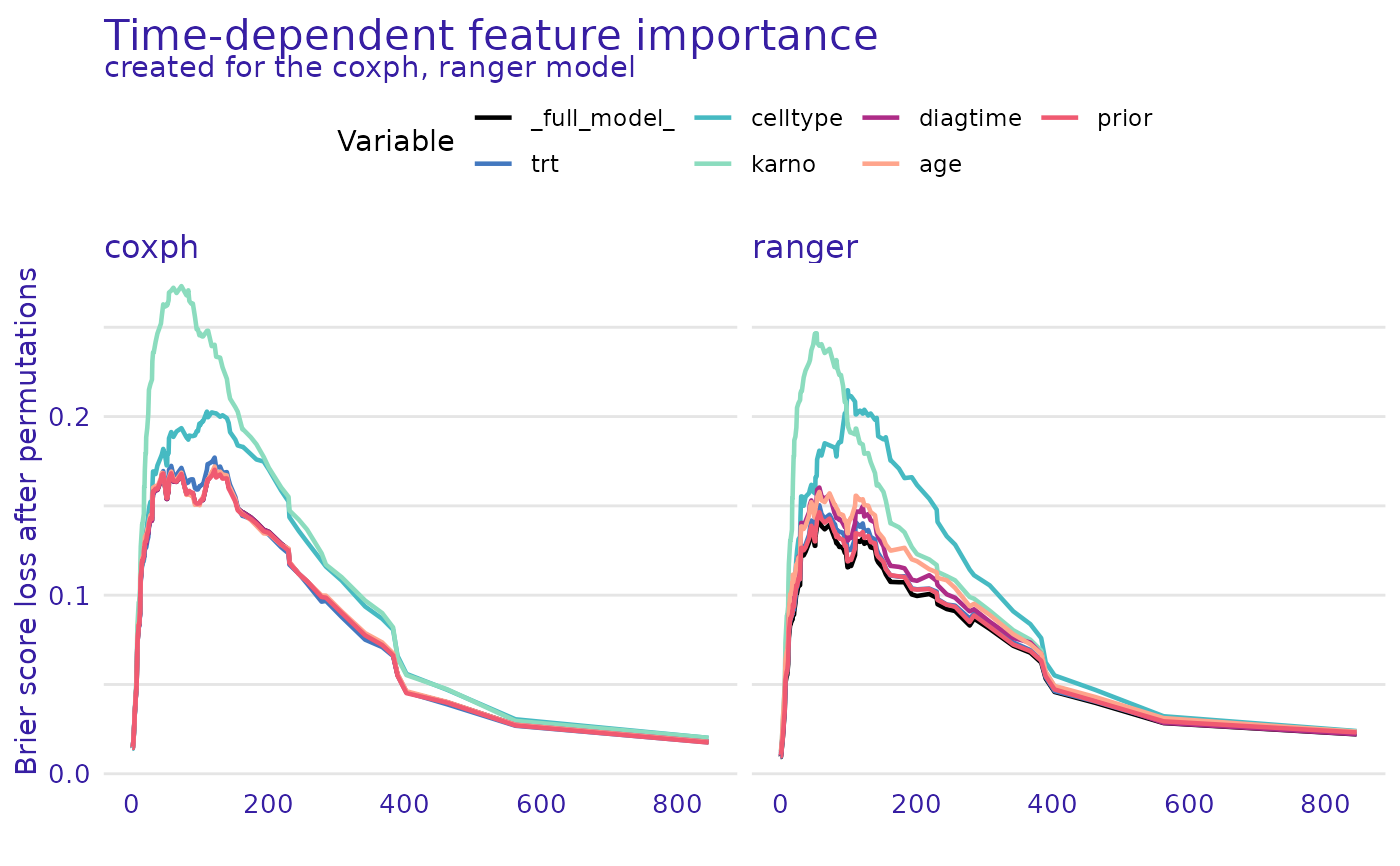 Time-dependent feature importance
created for the coxph, ranger model
Variable
_full_model_ celltype diagtime prior
trt karno age
coxph ranger
Brier score loss after permutations
0.2
0.1
0.0
0 200 400 600 800 0 200 400 600 800